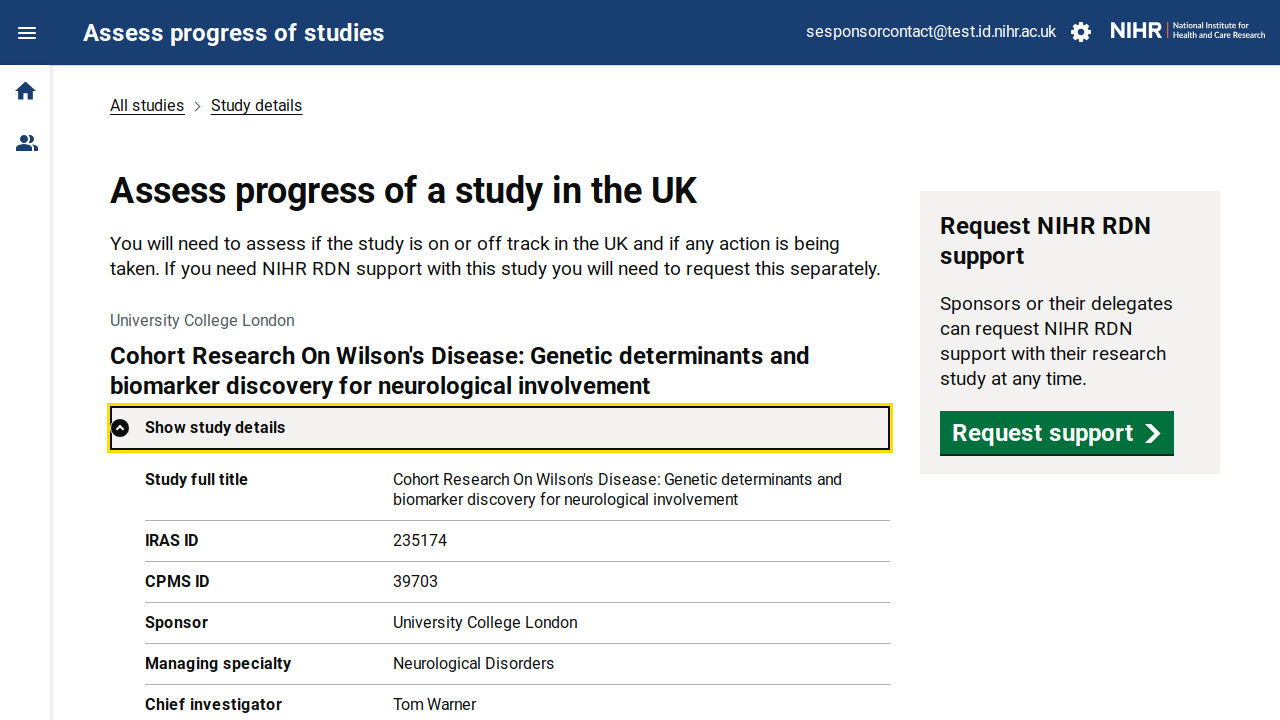 Assess progress of studies
sesponsorcontact@test.id.nihr.ac.uk
NIHR
National Institute for
Health and Care Research
All studies
Study details
Assess progress of a study in the UK
You will need to assess if the study is on or off track in the UK and if any action is being
taken. If you need NIHR RDN support with this study you will need to request this separately.
University College London
Cohort Research On Wilson's Disease: Genetic determinants and
biomarker discovery for neurological involvement
Show study details
Study full title
Cohort Research On Wilson's Disease: Genetic determinants and
biomarker discovery for neurological involvement
IRAS ID
235174
CPMS ID
39703
Sponsor
University College London
Managing specialty
Neurological Disorders
Chief investigator
Tom Warner
Request NIHR RDN
support
Sponsors or their delegates
can request NIHR RDN
support with their research
study at any time.
Request support